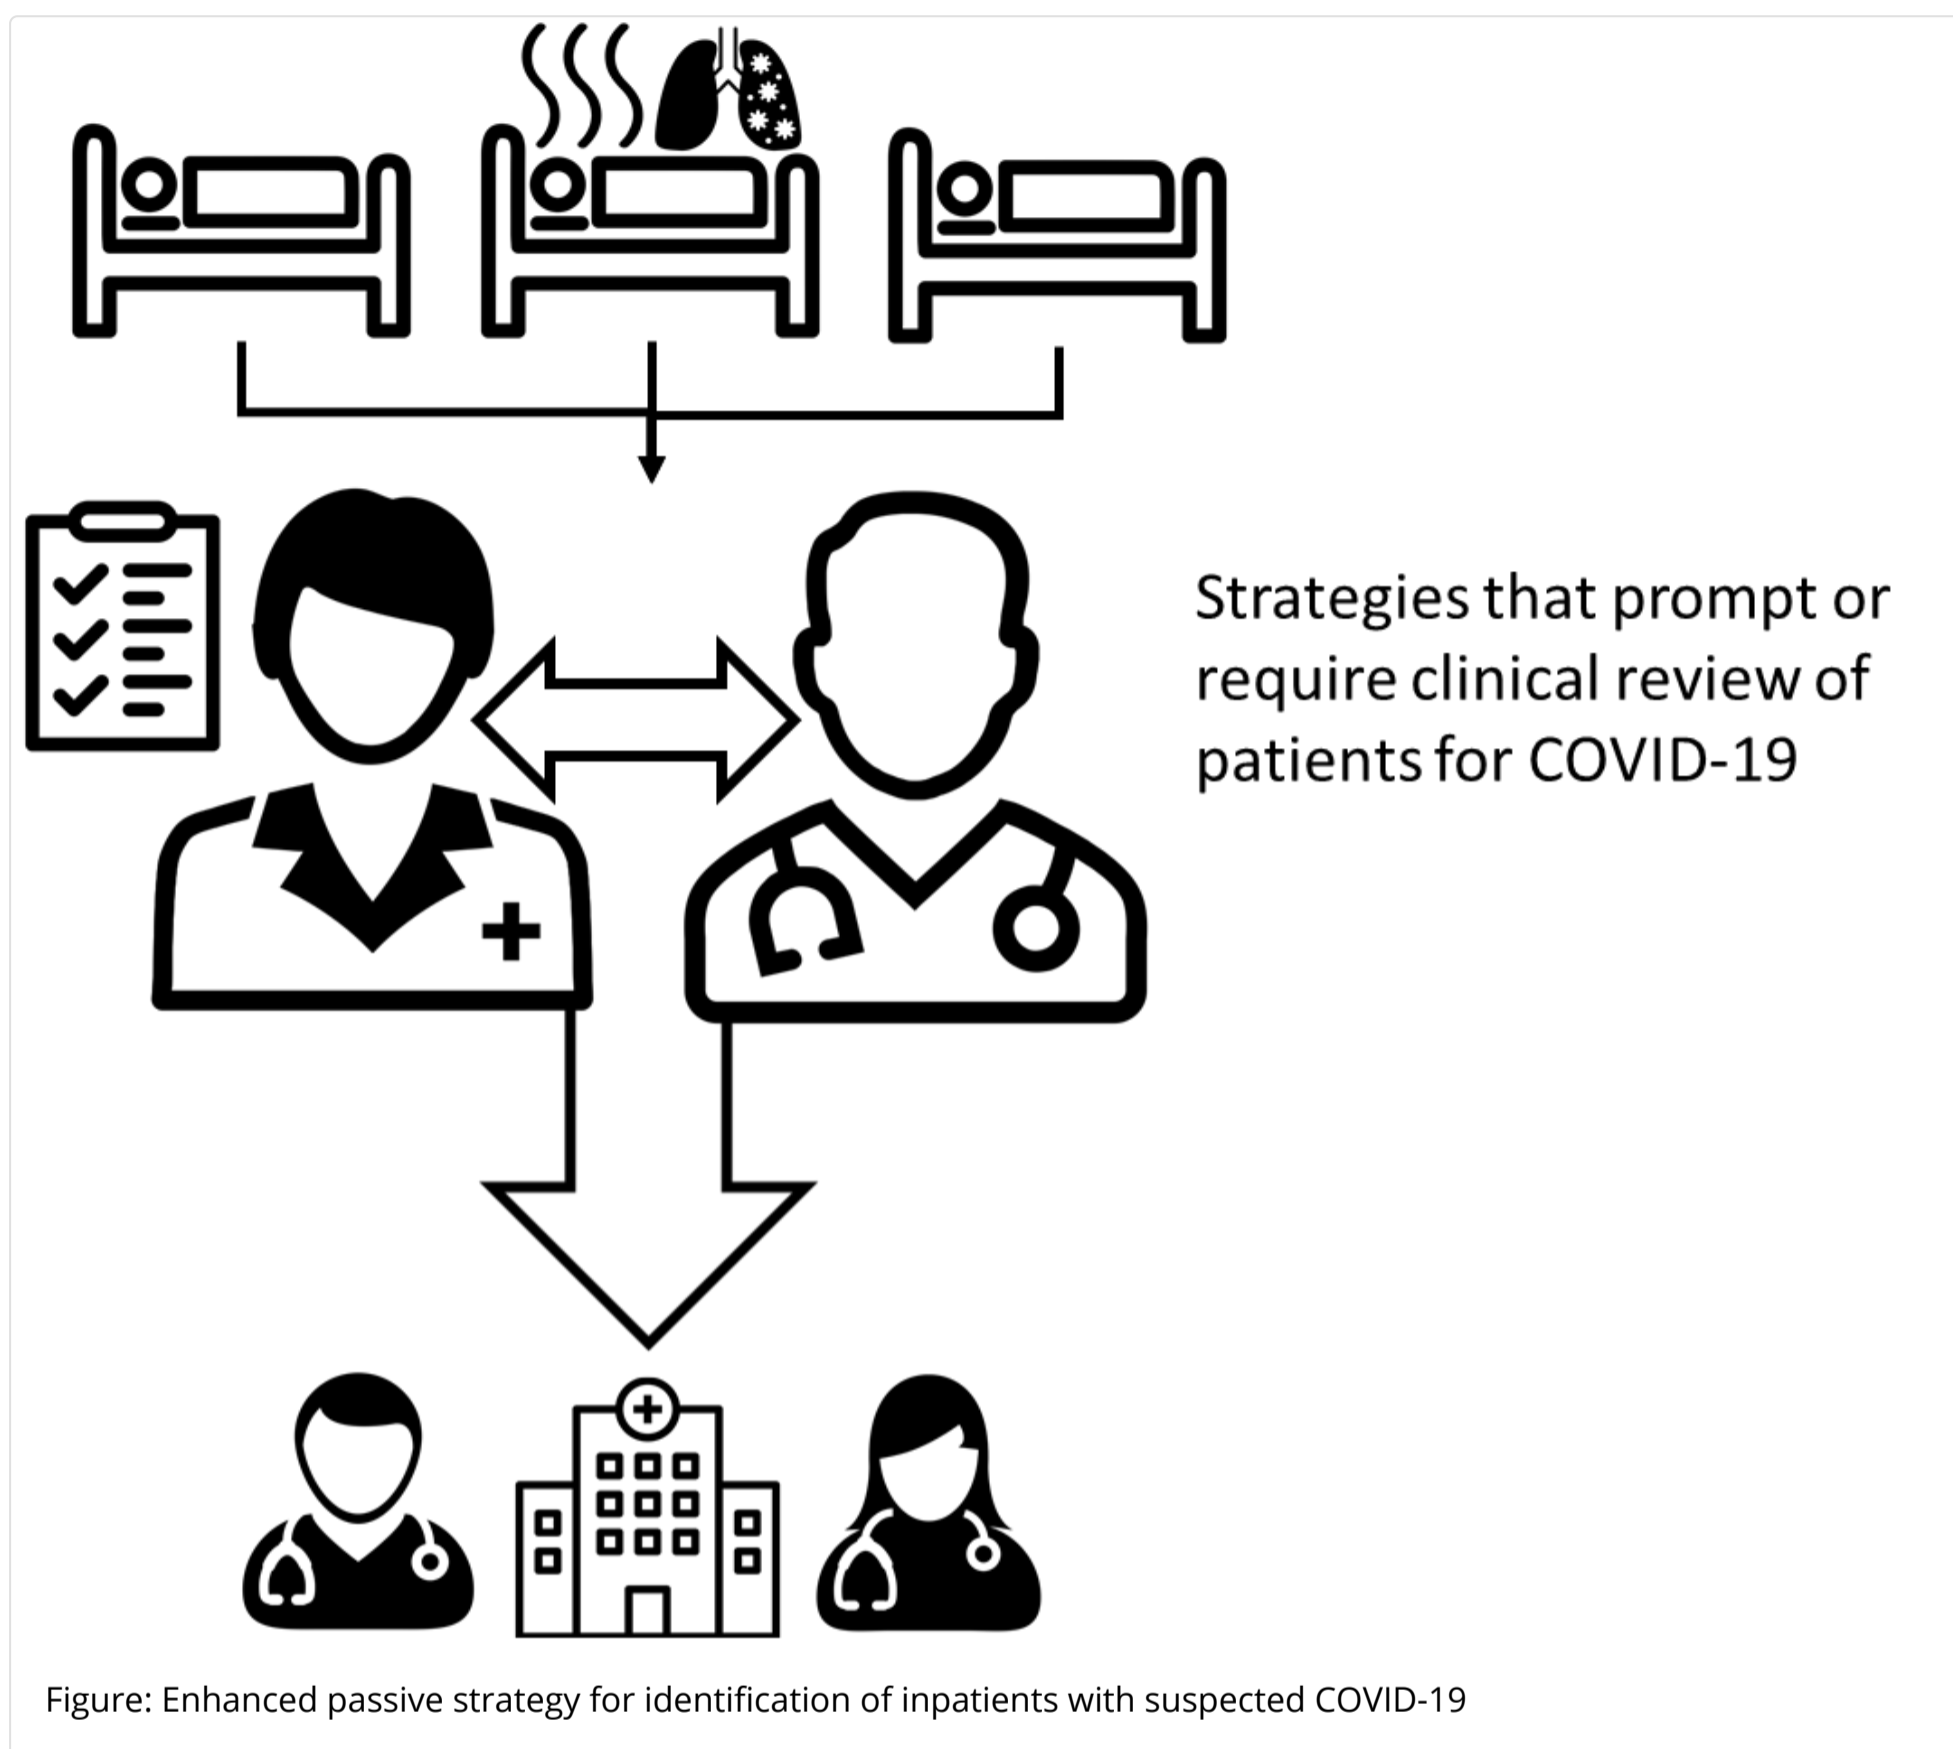 Strategies that prompt or
require clinical review of
patients for COVID-19
Figure: Enhanced passive strategy for identification of inpatients with suspected COVID-19